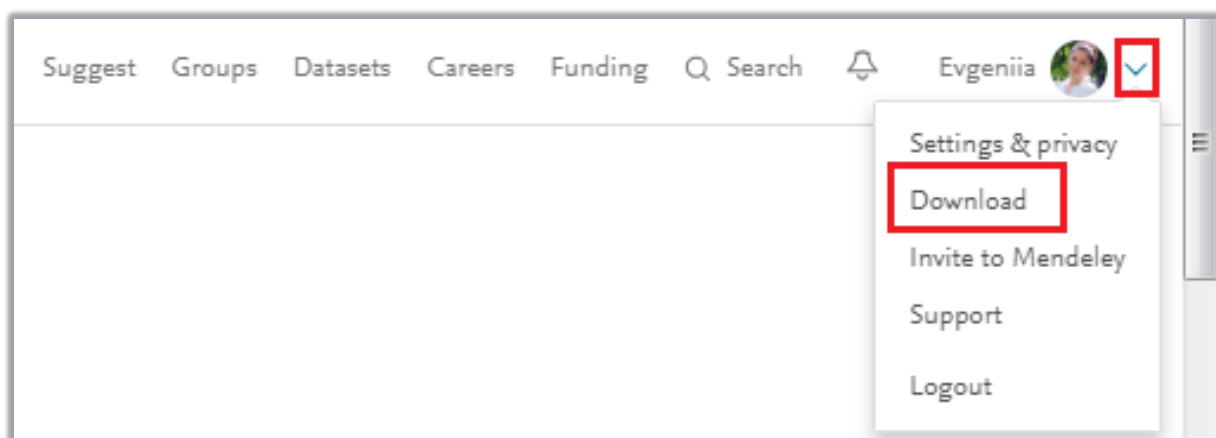 Suggest Groups Datasets Careers Funding Search Evgeniia
Settings & privacy
Download
Invite to Mendeley
Support
Logout